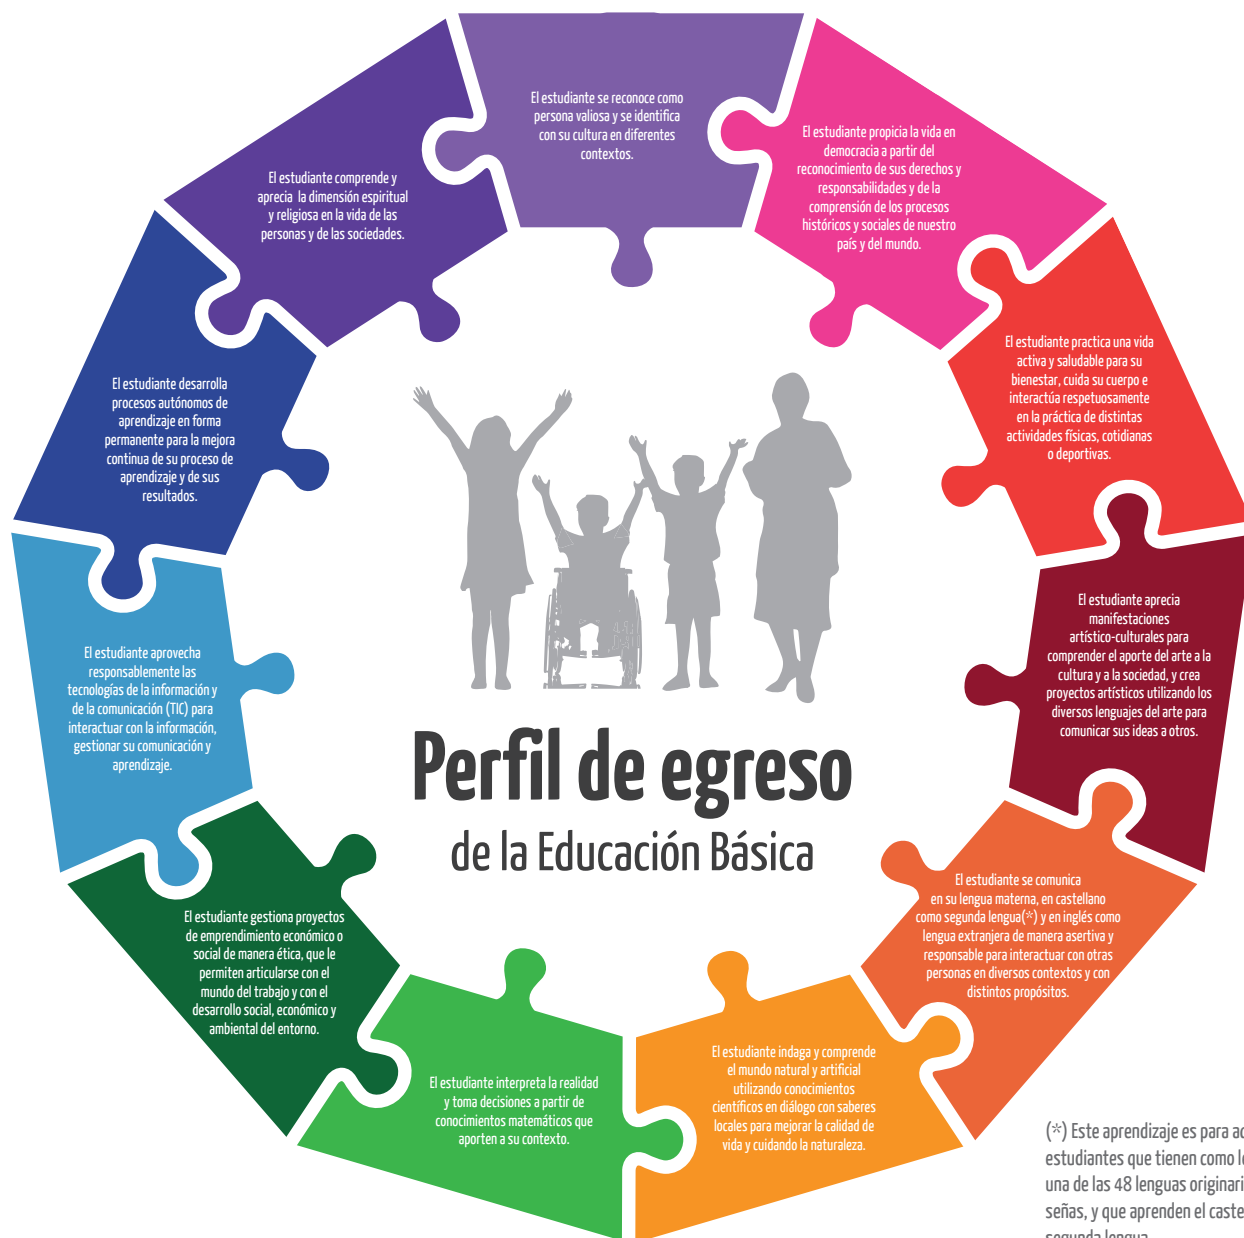 El estudiante se reconoce como
persona valiosa y se identifica
con su cultura en diferentes
contextos.
El estudiante propicia la vida en
democracia a partir del
reconocimiento de sus derechos y
responsabilidades y de la
comprensión de los procesos
históricos y sociales de nuestro
país y del mundo.
El estudiante practica una vida
activa y saludable para su
bienestar, cuida su cuerpo e
interactúa respetuosamente
en la práctica de distintas
actividades físicas, cotidianas
o deportivas.
El estudiante aprecia
manifestaciones
artístico-culturales para
comprender el aporte del arte a la
cultura y a la sociedad, y crea
proyectos artísticos utilizando los
diversos lenguajes del arte para
comunicar sus ideas a otros.
El estudiante se comunica
en su lengua materna, en castellano
como segunda lengua(*) y en inglés como
lengua extranjera de manera asertiva y
responsable para interactuar con otras
personas en diversos contextos y con
distintos propósitos.
El estudiante indaga y comprende
el mundo natural y artificial
utilizando conocimientos
científicos en diálogo con saberes
locales para mejorar la calidad de
vida y cuidando la naturaleza.
El estudiante interpreta la realidad
y toma decisiones a partir de
conocimientos matemáticos que
aporten a su contexto.
El estudiante gestiona proyectos
de emprendimiento económico o
social de manera ética, que le
permiten articularse con el
mundo del trabajo y con el
desarrollo social, económico y
ambiental del entorno.
El estudiante aprovecha
responsablemente las
tecnologías de la información y
de la comunicación (TIC) para
interactuar con la información,
gestionar su comunicación y
aprendizaje.
El estudiante desarrolla
procesos autónomos de
aprendizaje en forma
permanente para la mejora
continua de su proceso de
aprendizaje y de sus
resultados.
El estudiante comprende y
aprecia la dimensión espiritual
y religiosa en la vida de las
personas y de las sociedades.
Perfil de egreso
de la Educación Básica
(*) Este aprendizaje es para
estudiantes que tienen como
una de las 48 lenguas
señas, y que aprenden el
segunda lengua